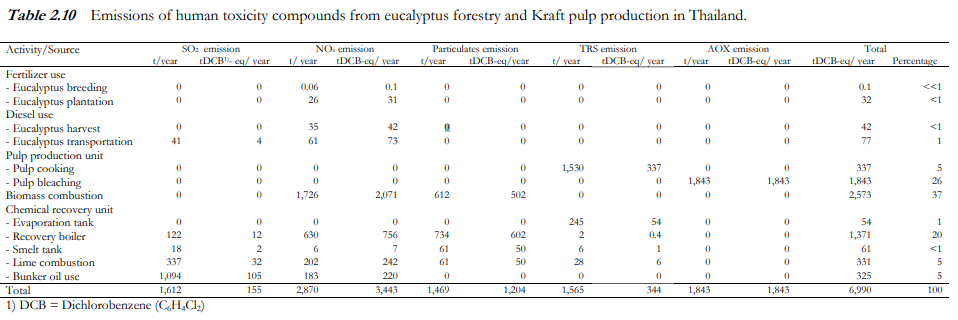 Table 2.10 Emissions of human toxicity compounds from eucalyptus forestry and Kraft pulp production in Thailand.
Activity/Source SO₂ emission NOₓ emission Particulates emission TRS emission AOX emission Total
t/year tDCB¹⁾- eq/ year t/ year tDCB-eq/ year t/year tDCB-eq/year t/ year tDCB-eq/ year t/year tDCB-eq/ year tDCB-eq/ year Percentage
Fertilizer use
- Eucalyptus breeding 0 0 0.06 0.1 0 0 0 0 0 0 0.1 <<1
- Eucalyptus plantation 0 0 26 31 0 0 0 0 0 0 32 <1
Diesel use
- Eucalyptus harvest 0 0 35 42 0 0 0 0 0 0 42 <1
- Eucalyptus transportation 41 4 61 73 0 0 0 0 0 0 77 1
Pulp production unit
- Pulp cooking 0 0 0 0 0 0 1,530 337 0 0 337 5
- Pulp bleaching 0 0 0 0 0 0 0 0 1,843 1,843 1,843 26
Biomass combustion 0 0 1,726 2,071 612 502 0 0 0 0 2,573 37
Chemical recovery unit
- Evaporation tank 0 0 0 0 0 0 245 54 0 0 54 1
- Recovery boiler 122 12 630 756 734 602 2 0.4 0 0 1,371 20
- Smelt tank 18 2 6 7 61 50 6 1 0 0 61 <1
- Lime combustion 337 32 202 242 61 50 28 6 0 0 331 5
- Bunker oil use 1,094 105 183 220 0 0 0 0 0 0 325 5
Total 1,612 155 2,870 3,443 1,469 1,204 1,565 344 1,843 1,843 6,990 100
1) DCB = Dichlorobenzene (C₆H₄Cl₂)